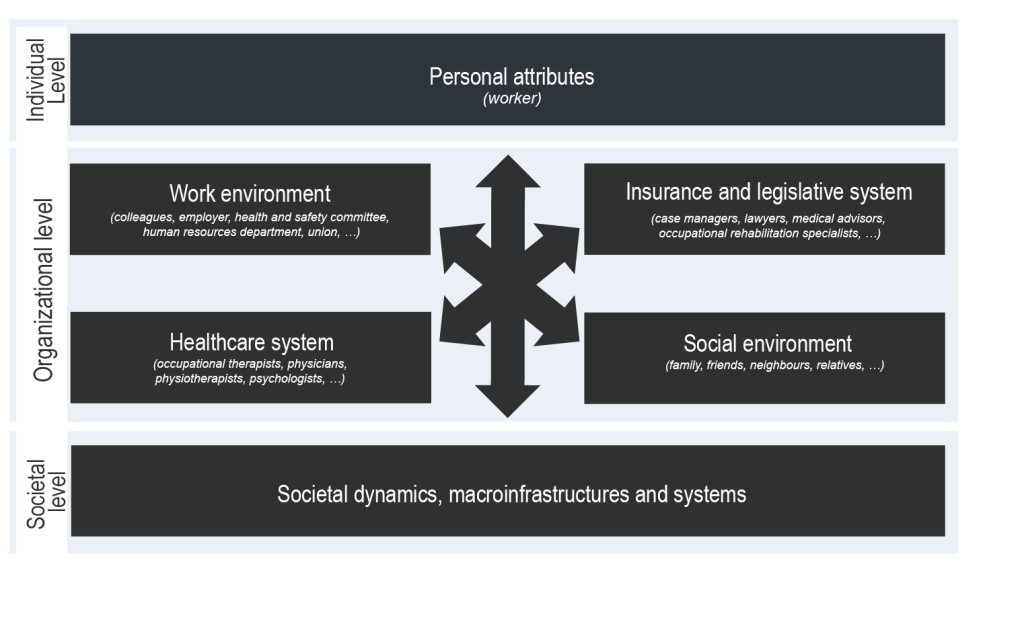 Individual
Level
Personal attributes
(worker)
Organizational level
Work environment
(colleagues, employer, health and safety committee,
human resources department, union, …)
Insurance and legislative system
(case managers, lawyers, medical advisors,
occupational rehabilitation specialists, …)
Healthcare system
(occupational therapists, physicians,
physiotherapists, psychologists, …)
Social environment
(family, friends, neighbours, relatives, …)
Societal
level
Societal dynamics, macroinfrastructures and systems